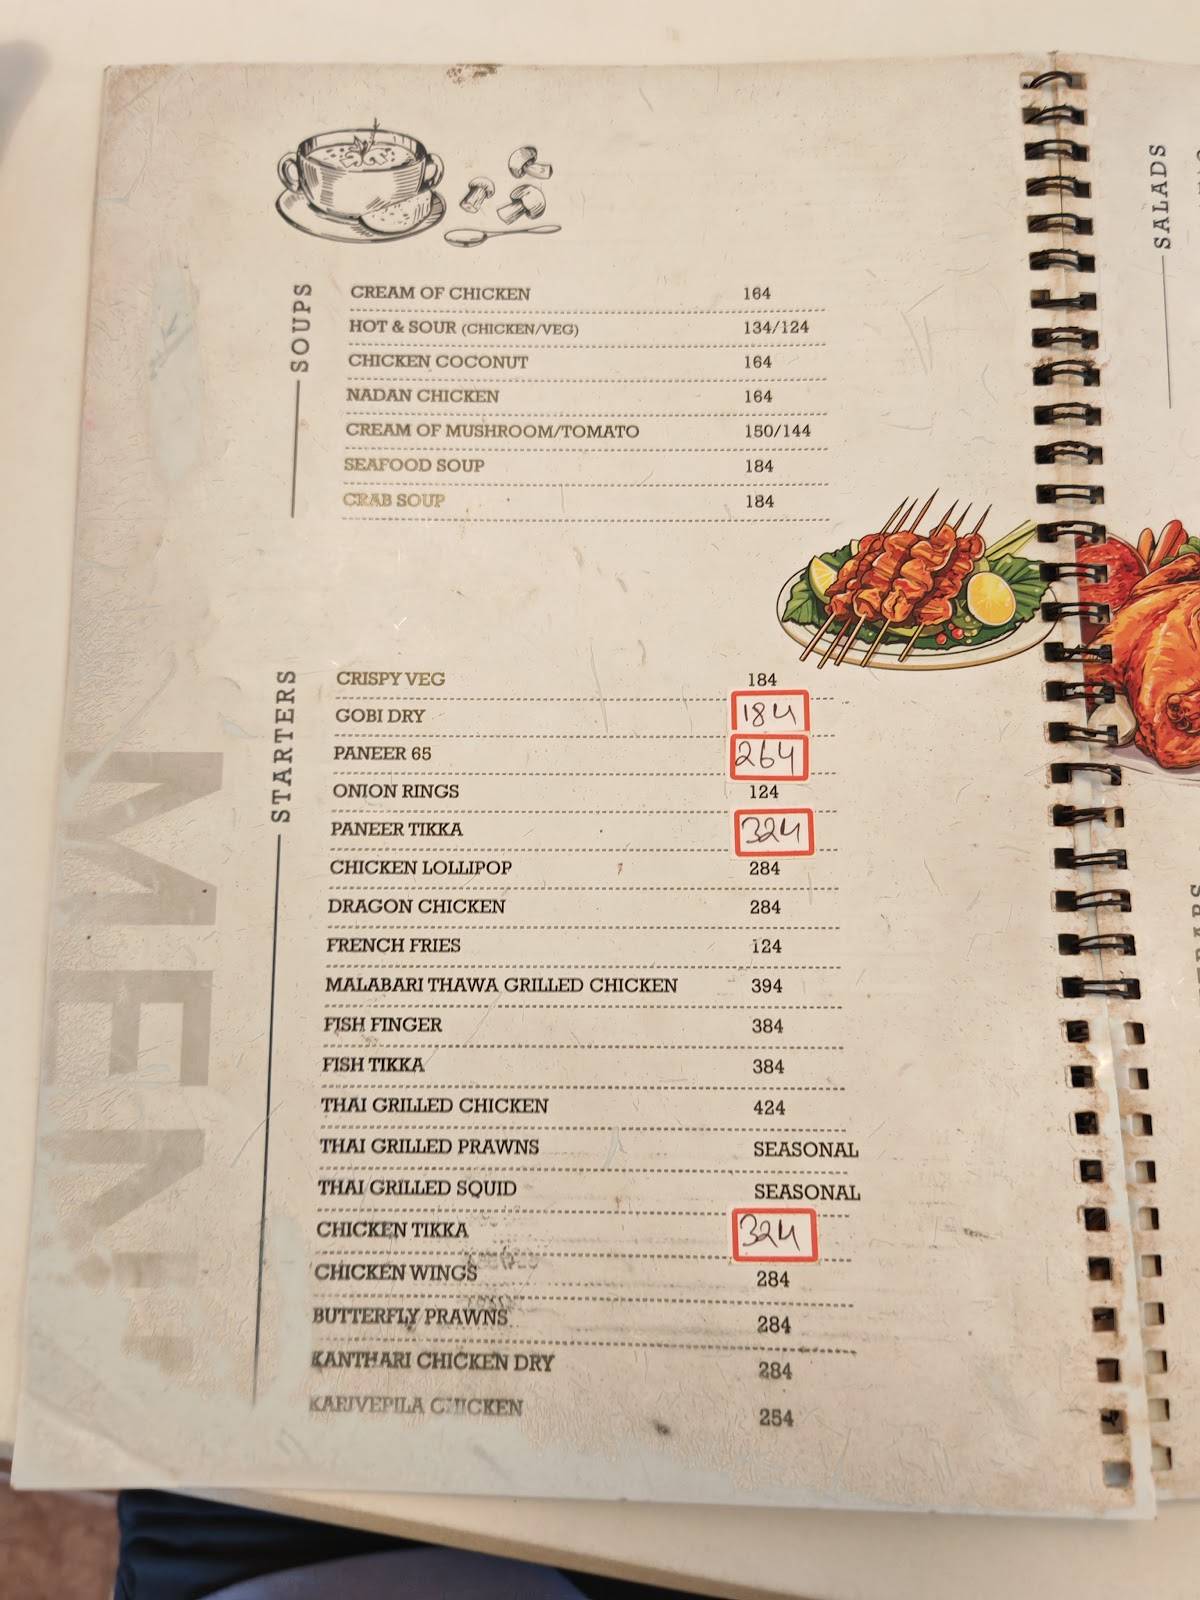 SOUPS
CREAM OF CHICKEN 164
HOT & SOUR (CHICKEN/VEG) 134/124
CHICKEN COCONUT 164
NADAN CHICKEN 164
CREAM OF MUSHROOM/TOMATO 150/144
SEAFOOD SOUP 184
CRAB SOUP 184
STARTERS
CRISPY VEG 184
GOBI DRY 184
PANEER 65 264
ONION RINGS 124
PANEER TIKKA 324
CHICKEN LOLLIPOP 284
DRAGON CHICKEN 284
FRENCH FRIES 124
MALABARI THAWA GRILLED CHICKEN 394
FISH FINGER 384
FISH TIKKA 384
THAI GRILLED CHICKEN 424
THAI GRILLED PRAWNS SEASONAL
THAI GRILLED SQUID SEASONAL
CHICKEN TIKKA 324
CHICKEN WINGS 284
BUTTERFLY PRAWNS 284
KANTHARI CHICKEN DRY 284
KARIVEPILA CHICKEN 254
MENU
SALADS